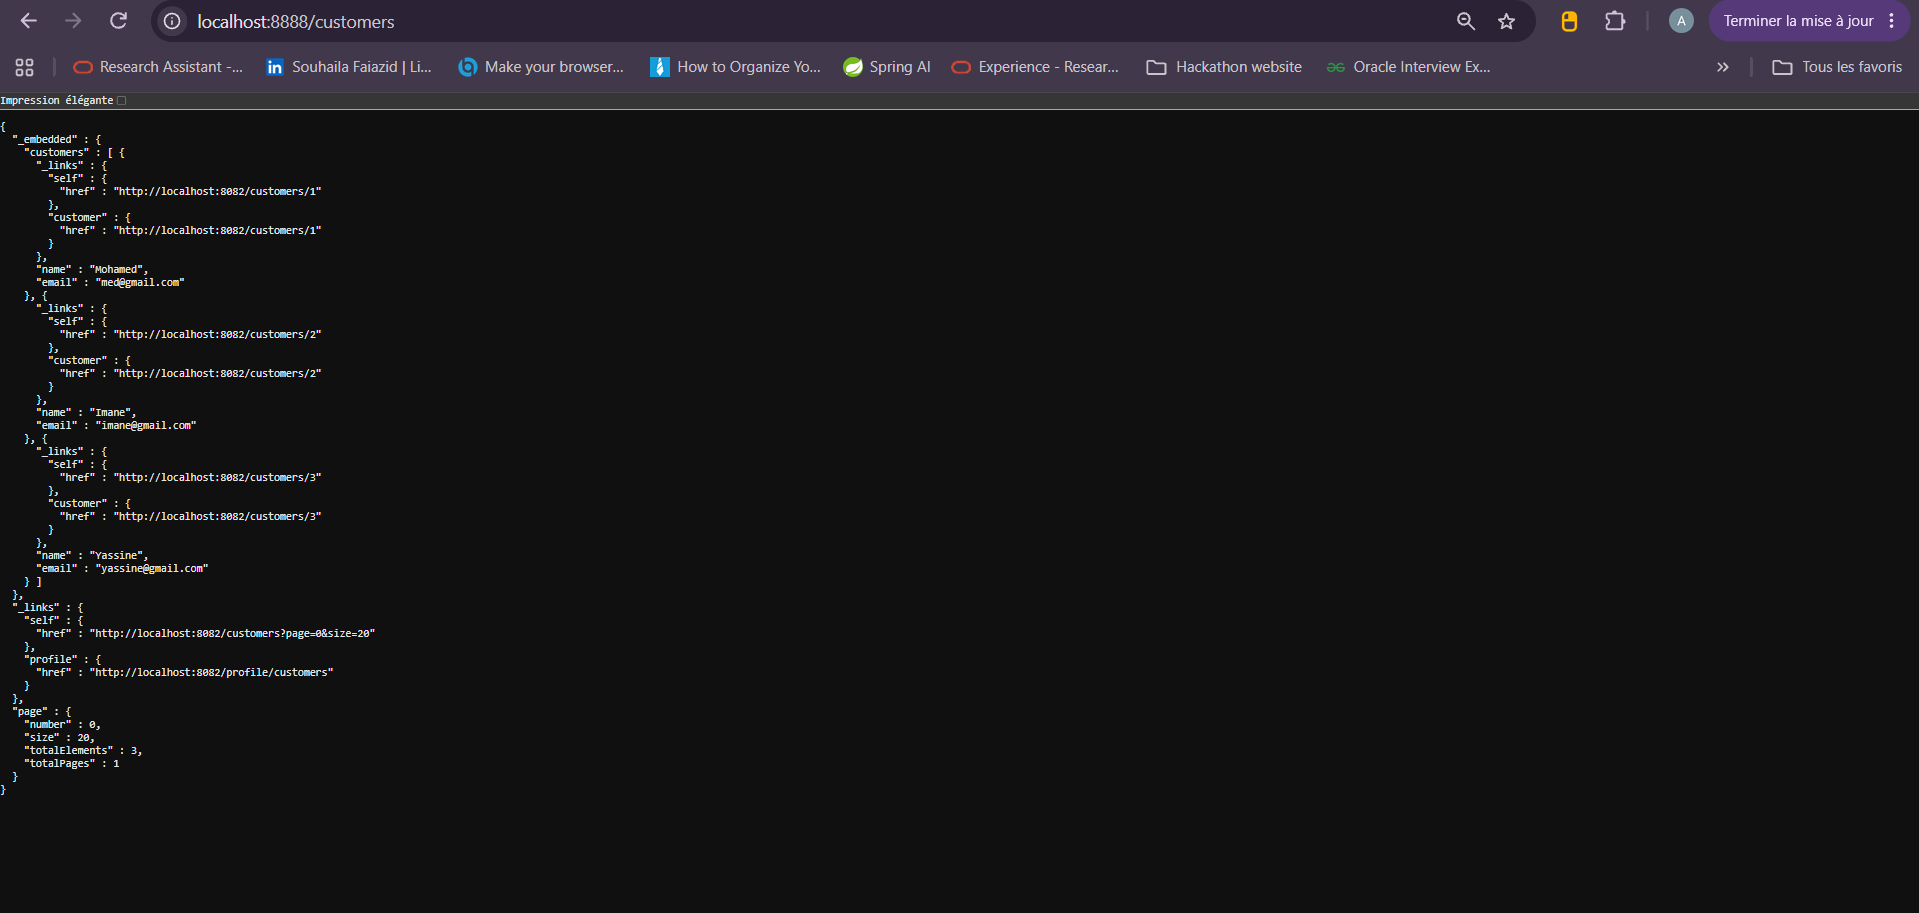 localhost:8888/customers
A
Terminer la mise à jour
Research Assistant -...
in
Souhaila Faiazid | Li...
Make your browser...
How to Organize Yo...
Spring AI
Experience - Resear...
Hackathon website
Oracle Interview Ex...
»
Tous les favoris
Impression élégante
{
  "_embedded" : {
    "customers" : [ {
      "_links" : {
        "self" : {
          "href" : "http://localhost:8082/customers/1"
        },
        "customer" : {
          "href" : "http://localhost:8082/customers/1"
        }
      },
      "name" : "Mohamed",
      "email" : "med@gmail.com"
    }, {
      "_links" : {
        "self" : {
          "href" : "http://localhost:8082/customers/2"
        },
        "customer" : {
          "href" : "http://localhost:8082/customers/2"
        }
      },
      "name" : "Imane",
      "email" : "imane@gmail.com"
    }, {
      "_links" : {
        "self" : {
          "href" : "http://localhost:8082/customers/3"
        },
        "customer" : {
          "href" : "http://localhost:8082/customers/3"
        }
      },
      "name" : "Yassine",
      "email" : "yassine@gmail.com"
    } ]
  },
  "_links" : {
    "self" : {
      "href" : "http://localhost:8082/customers?page=0&size=20"
    },
    "profile" : {
      "href" : "http://localhost:8082/profile/customers"
    }
  },
  "page" : {
    "number" : 0,
    "size" : 20,
    "totalElements" : 3,
    "totalPages" : 1
  }
}